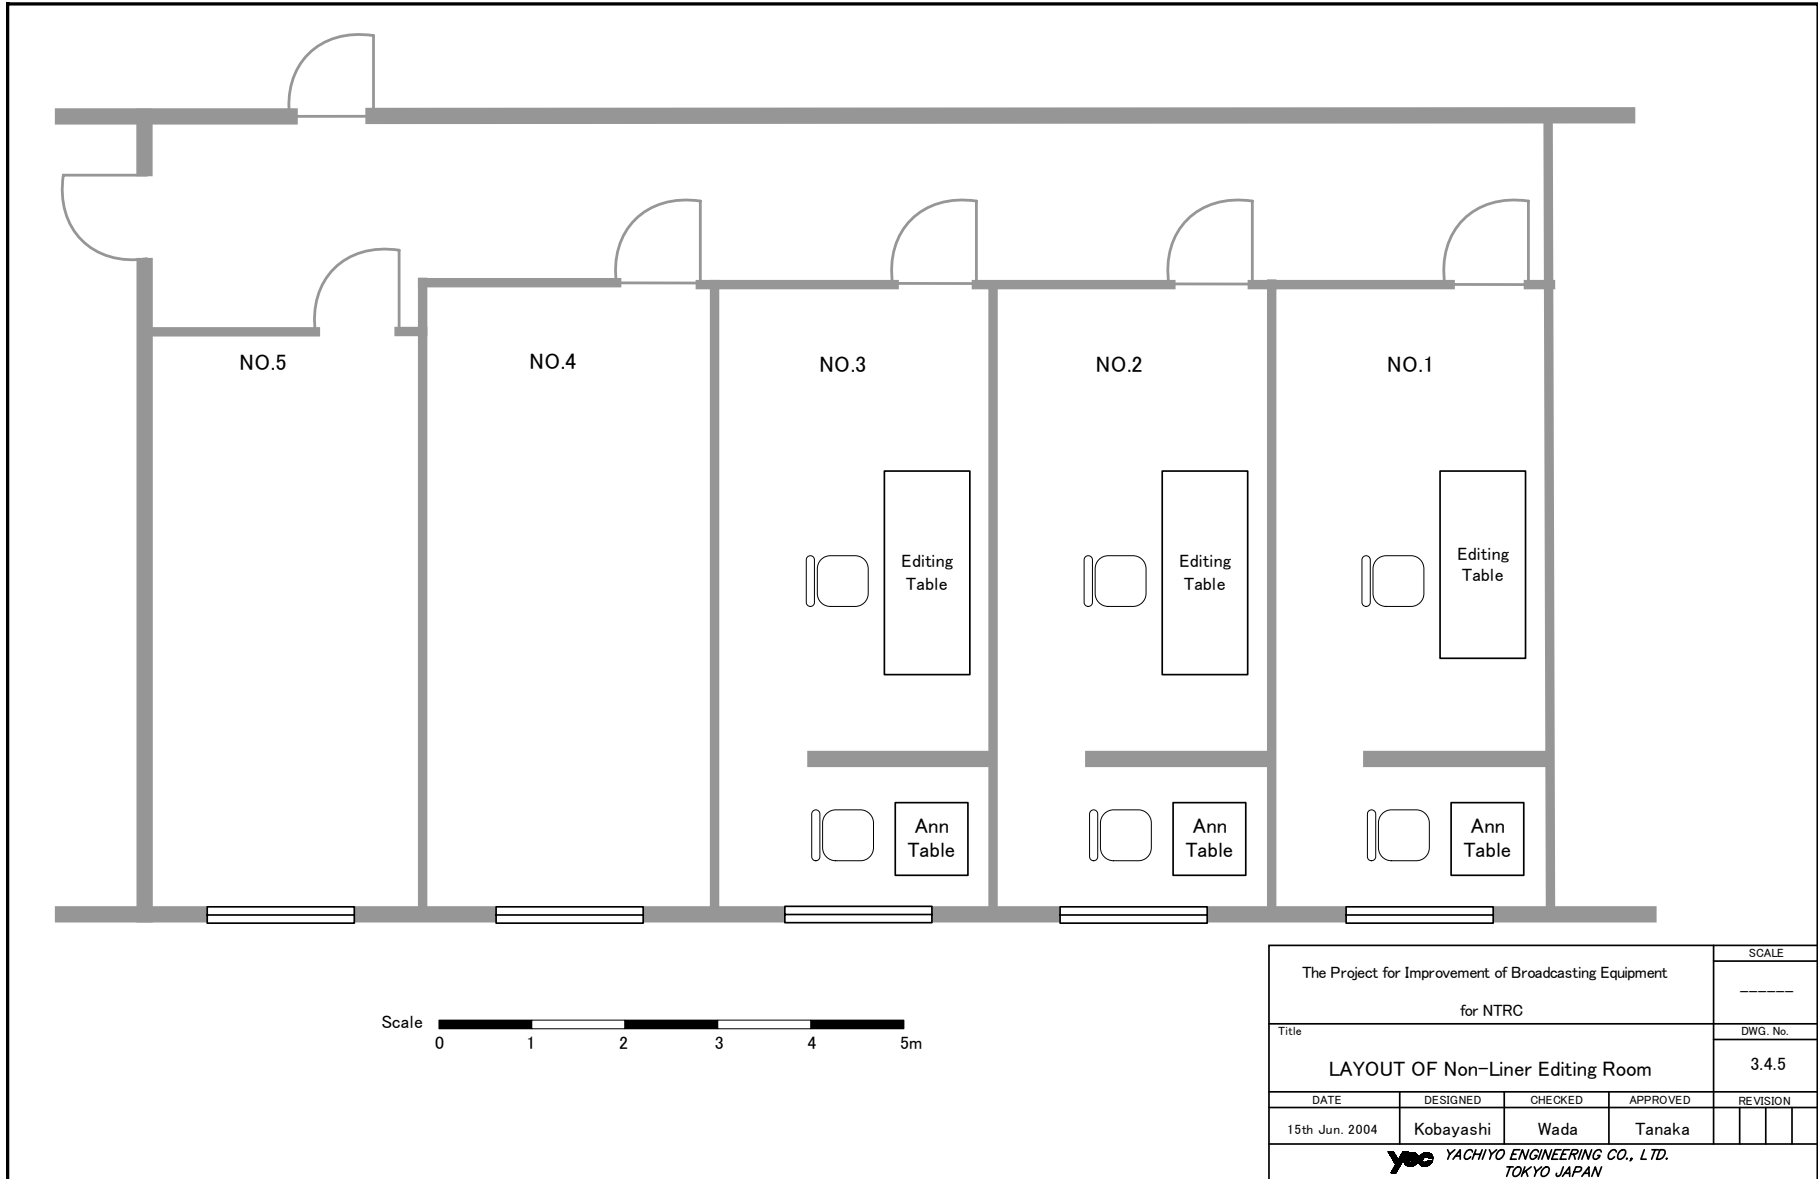 NO.5
NO.4
NO.3
NO.2
NO.1
Editing
Table
Editing
Table
Editing
Table
Ann
Table
Ann
Table
Ann
Table
Scale
0 1 2 3 4 5m
The Project for Improvement of Broadcasting Equipment
for NTRC
SCALE
------
Title
LAYOUT OF Non-Liner Editing Room
DWG. No.
3.4.5
DATE DESIGNED CHECKED APPROVED REVISION
15th Jun. 2004 Kobayashi Wada Tanaka
yec YACHIYO ENGINEERING CO., LTD.
TOKYO JAPAN